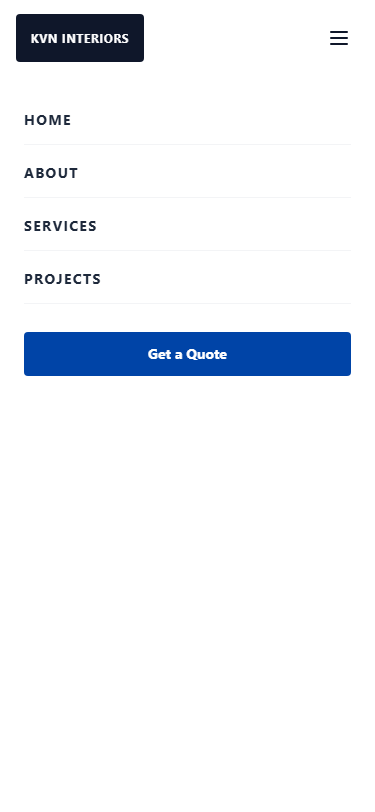 KVN INTERIORS
HOME
ABOUT
SERVICES
PROJECTS
Get a Quote